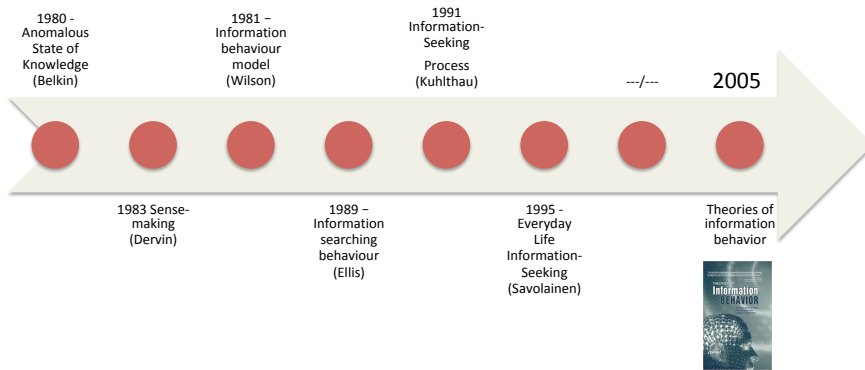 1980 -
Anomalous
State of
Knowledge
(Belkin)
1983 Sense-
making
(Dervin)
1981 –
Information
behaviour
model
(Wilson)
1989 –
Information
searching
behaviour
(Ellis)
1991
Information-
Seeking
Process
(Kuhlthau)
1995 -
Everyday
Life
Information-
Seeking
(Savolainen)
---/---
2005
Theories of
information
behavior
THEORIES OF
Information
BEHAVIOR